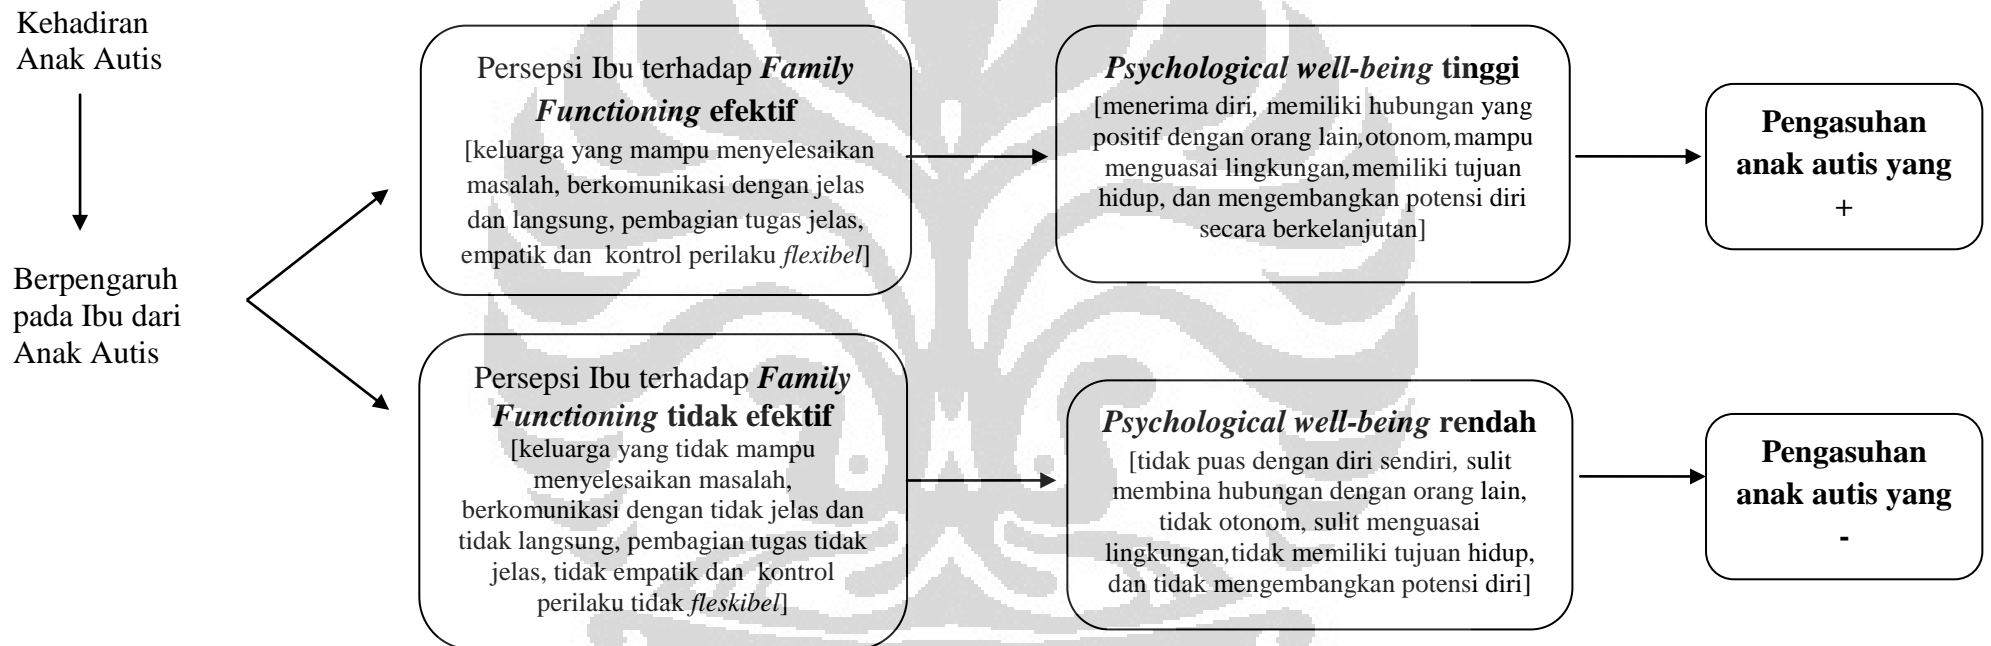 Kehadiran
Anak Autis
Berpengaruh
pada Ibu dari
Anak Autis
Persepsi Ibu terhadap Family
Functioning efektif
[keluarga yang mampu menyelesaikan
masalah, berkomunikasi dengan jelas
dan langsung, pembagian tugas jelas,
empatik dan kontrol perilaku flexibel]
Psychological well-being tinggi
[menerima diri, memiliki hubungan yang
positif dengan orang lain,otonom,mampu
menguasai lingkungan,memiliki tujuan
hidup, dan mengembangkan potensi diri
secara berkelanjutan]
Pengasuhan
anak autis yang
+
Persepsi Ibu terhadap Family
Functioning tidak efektif
[keluarga yang tidak mampu
menyelesaikan masalah,
berkomunikasi dengan tidak jelas dan
tidak langsung, pembagian tugas tidak
jelas, tidak empatik dan kontrol
perilaku tidak fleskibel]
Psychological well-being rendah
[tidak puas dengan diri sendiri, sulit
membina hubungan dengan orang lain,
tidak otonom, sulit menguasai
lingkungan,tidak memiliki tujuan hidup,
dan tidak mengembangkan potensi diri]
Pengasuhan
anak autis yang
-